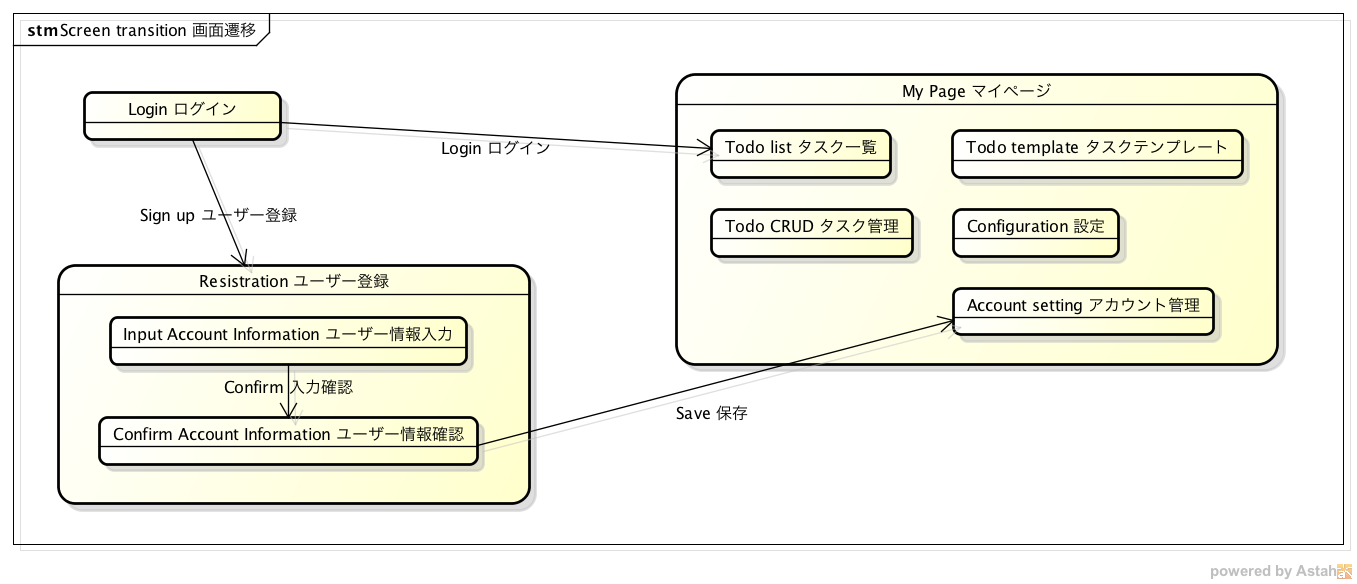 stm Screen transition 画面遷移
Login ログイン
My Page マイページ
Login ログイン
Todo list タスク一覧
Todo template タスクテンプレート
Sign up ユーザー登録
Todo CRUD タスク管理
Configuration 設定
Resistration ユーザー登録
Account setting アカウント管理
Input Account Information ユーザー情報入力
Confirm 入力確認
Save 保存
Confirm Account Information ユーザー情報確認
powered by Astah